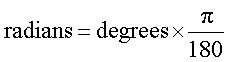 radians = degrees × π/180